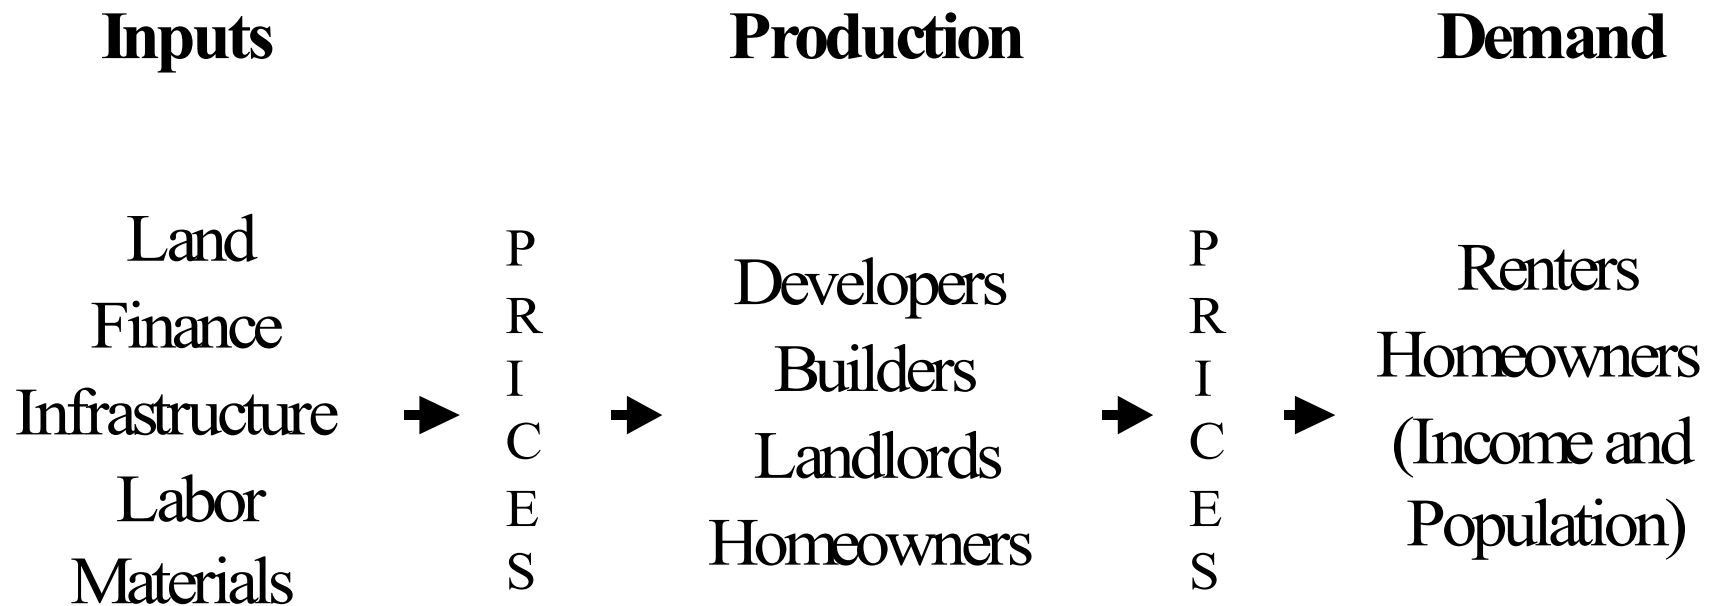 Inputs
Production
Demand
Land
Finance
Infrastructure
Labor
Materials
P
R
I
C
E
S
Developers
Builders
Landlords
Homeowners
P
R
I
C
E
S
Renters
Homeowners
(Income and
Population)